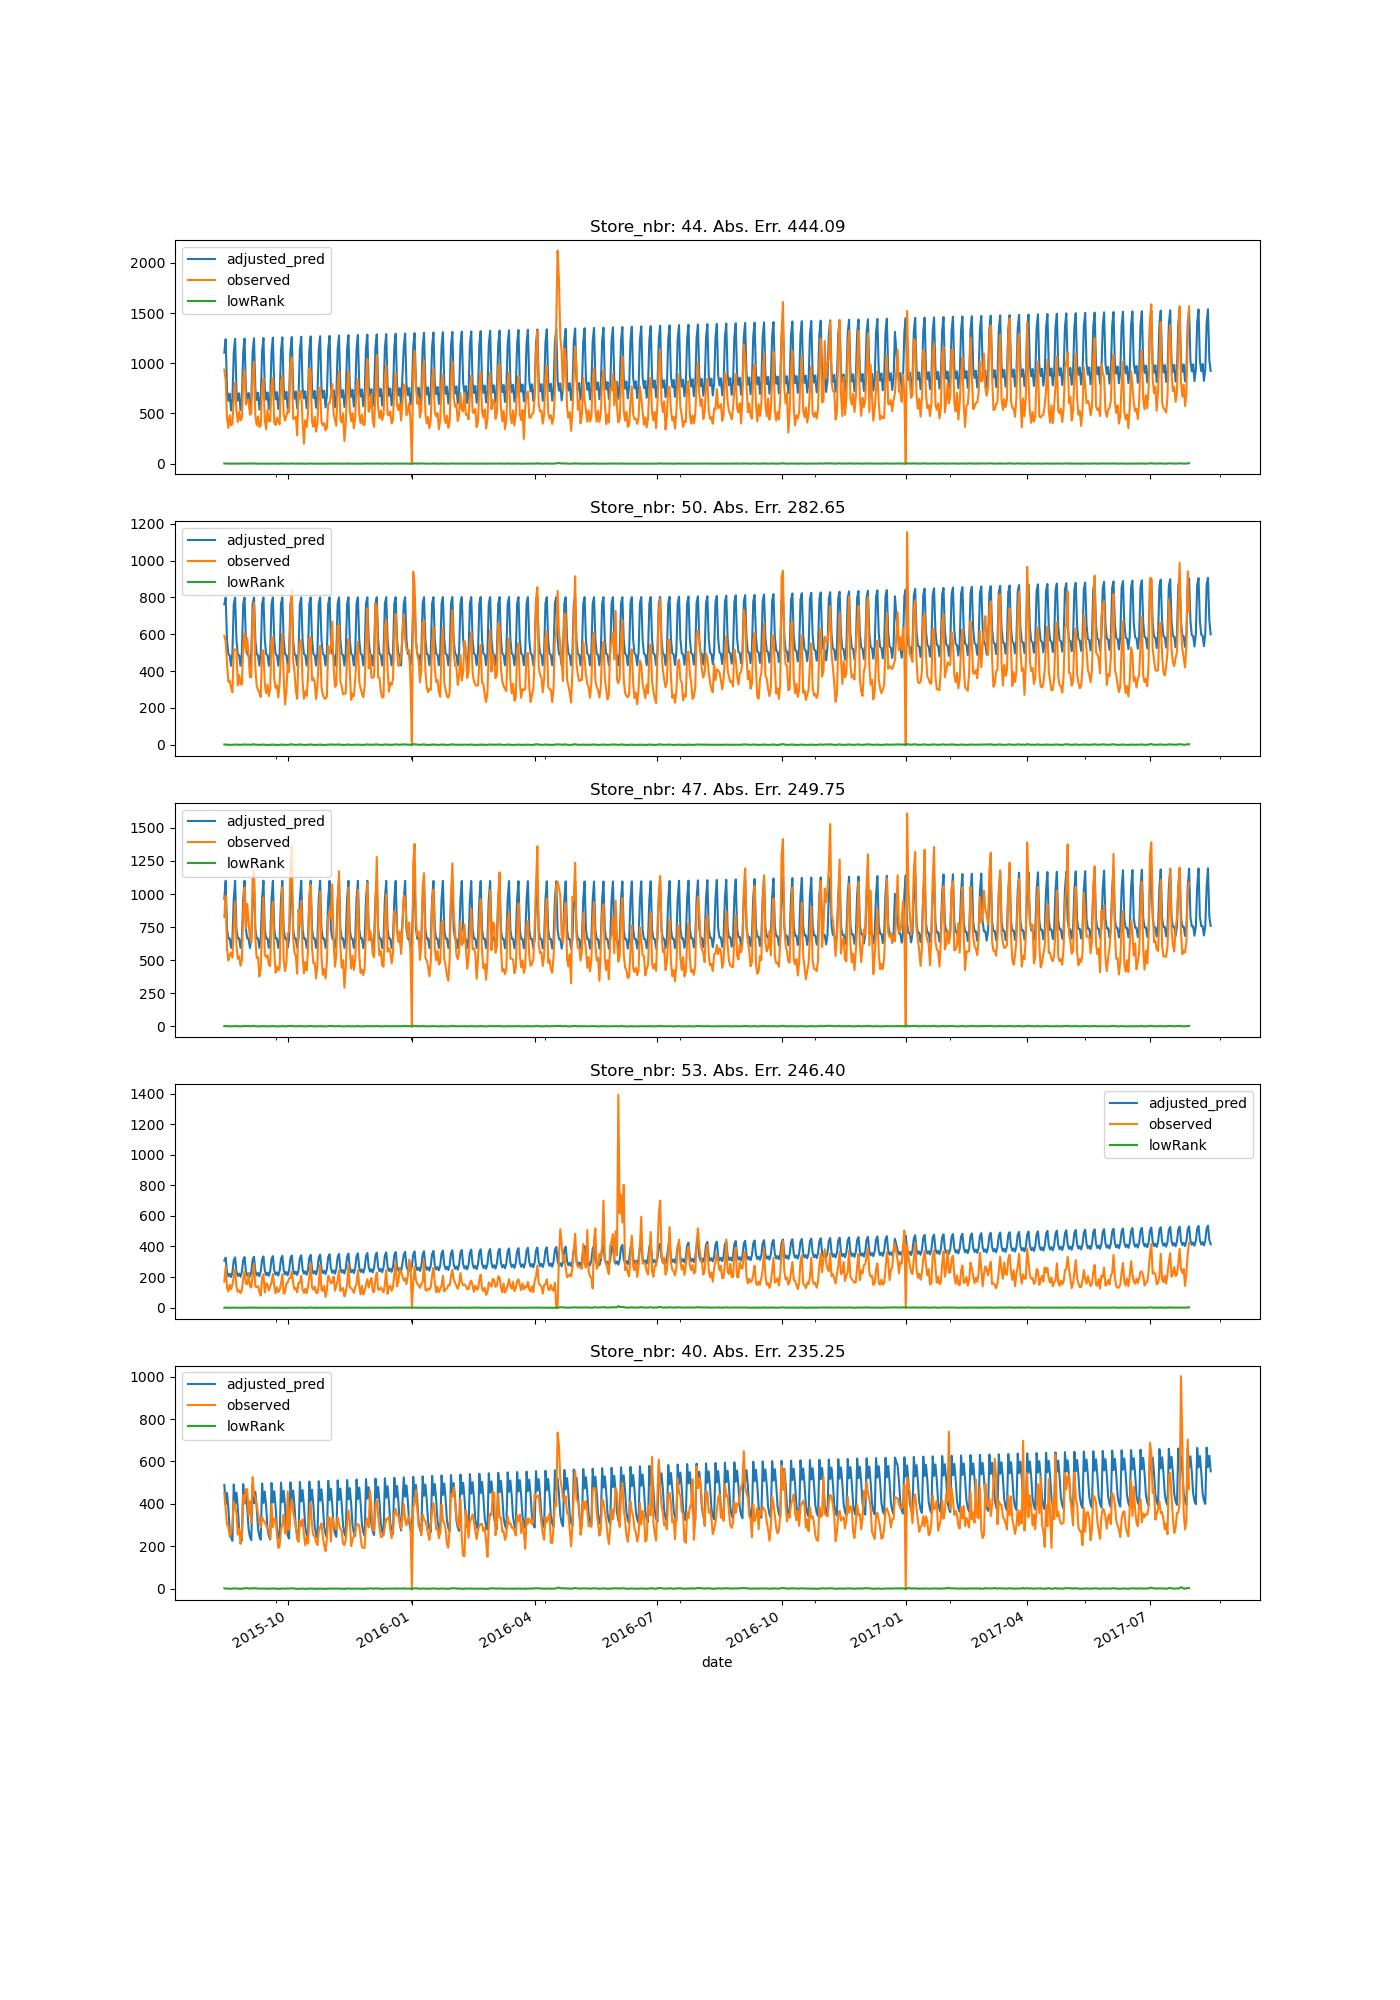 Store_nbr: 44. Abs. Err. 444.09
adjusted_pred
observed
lowRank
2000
1500
1000
500
0
Store_nbr: 50. Abs. Err. 282.65
adjusted_pred
observed
lowRank
1200
1000
800
600
400
200
0
Store_nbr: 47. Abs. Err. 249.75
adjusted_pred
observed
lowRank
1500
1250
1000
750
500
250
0
Store_nbr: 53. Abs. Err. 246.40
adjusted_pred
observed
lowRank
1400
1200
1000
800
600
400
200
0
Store_nbr: 40. Abs. Err. 235.25
adjusted_pred
observed
lowRank
1000
800
600
400
200
0
2015-10
2016-01
2016-04
2016-07
2016-10
2017-01
2017-04
2017-07
date